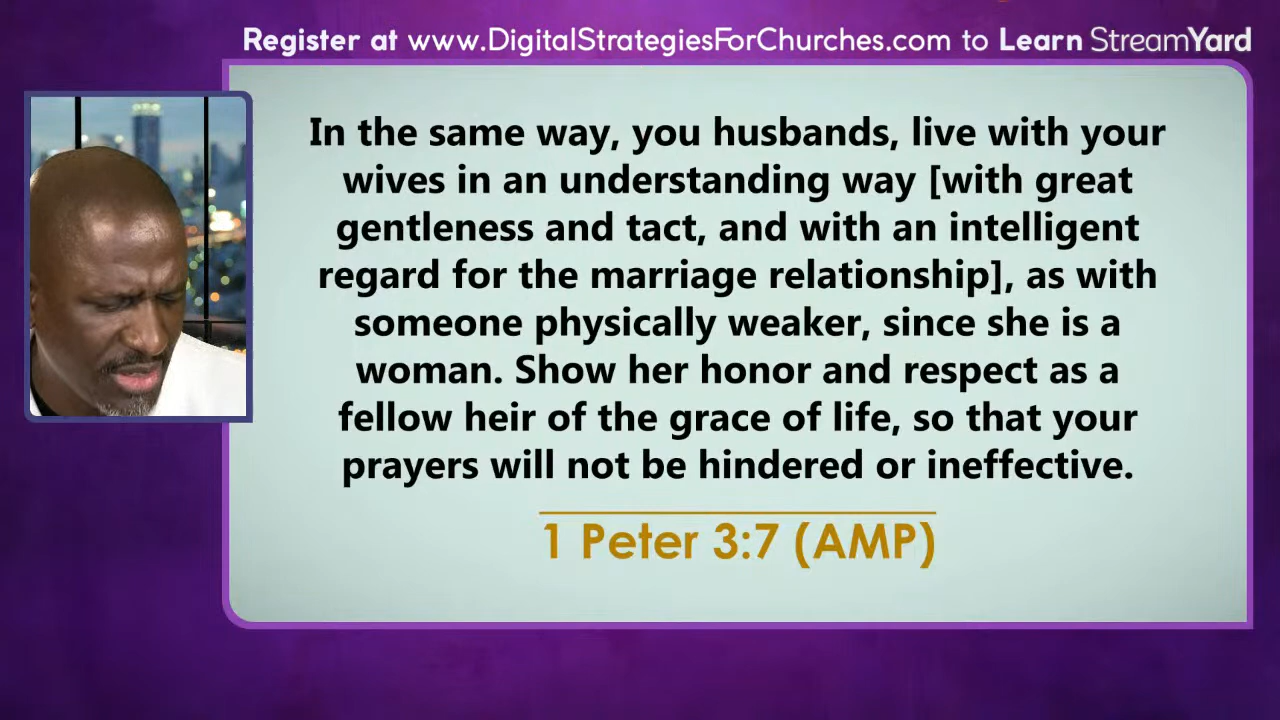 Register at www.DigitalStrategiesForChurches.com to Learn StreamYard
In the same way, you husbands, live with your
wives in an understanding way [with great
gentleness and tact, and with an intelligent
regard for the marriage relationship], as with
someone physically weaker, since she is a
woman. Show her honor and respect as a
fellow heir of the grace of life, so that your
prayers will not be hindered or ineffective.
1 Peter 3:7 (AMP)